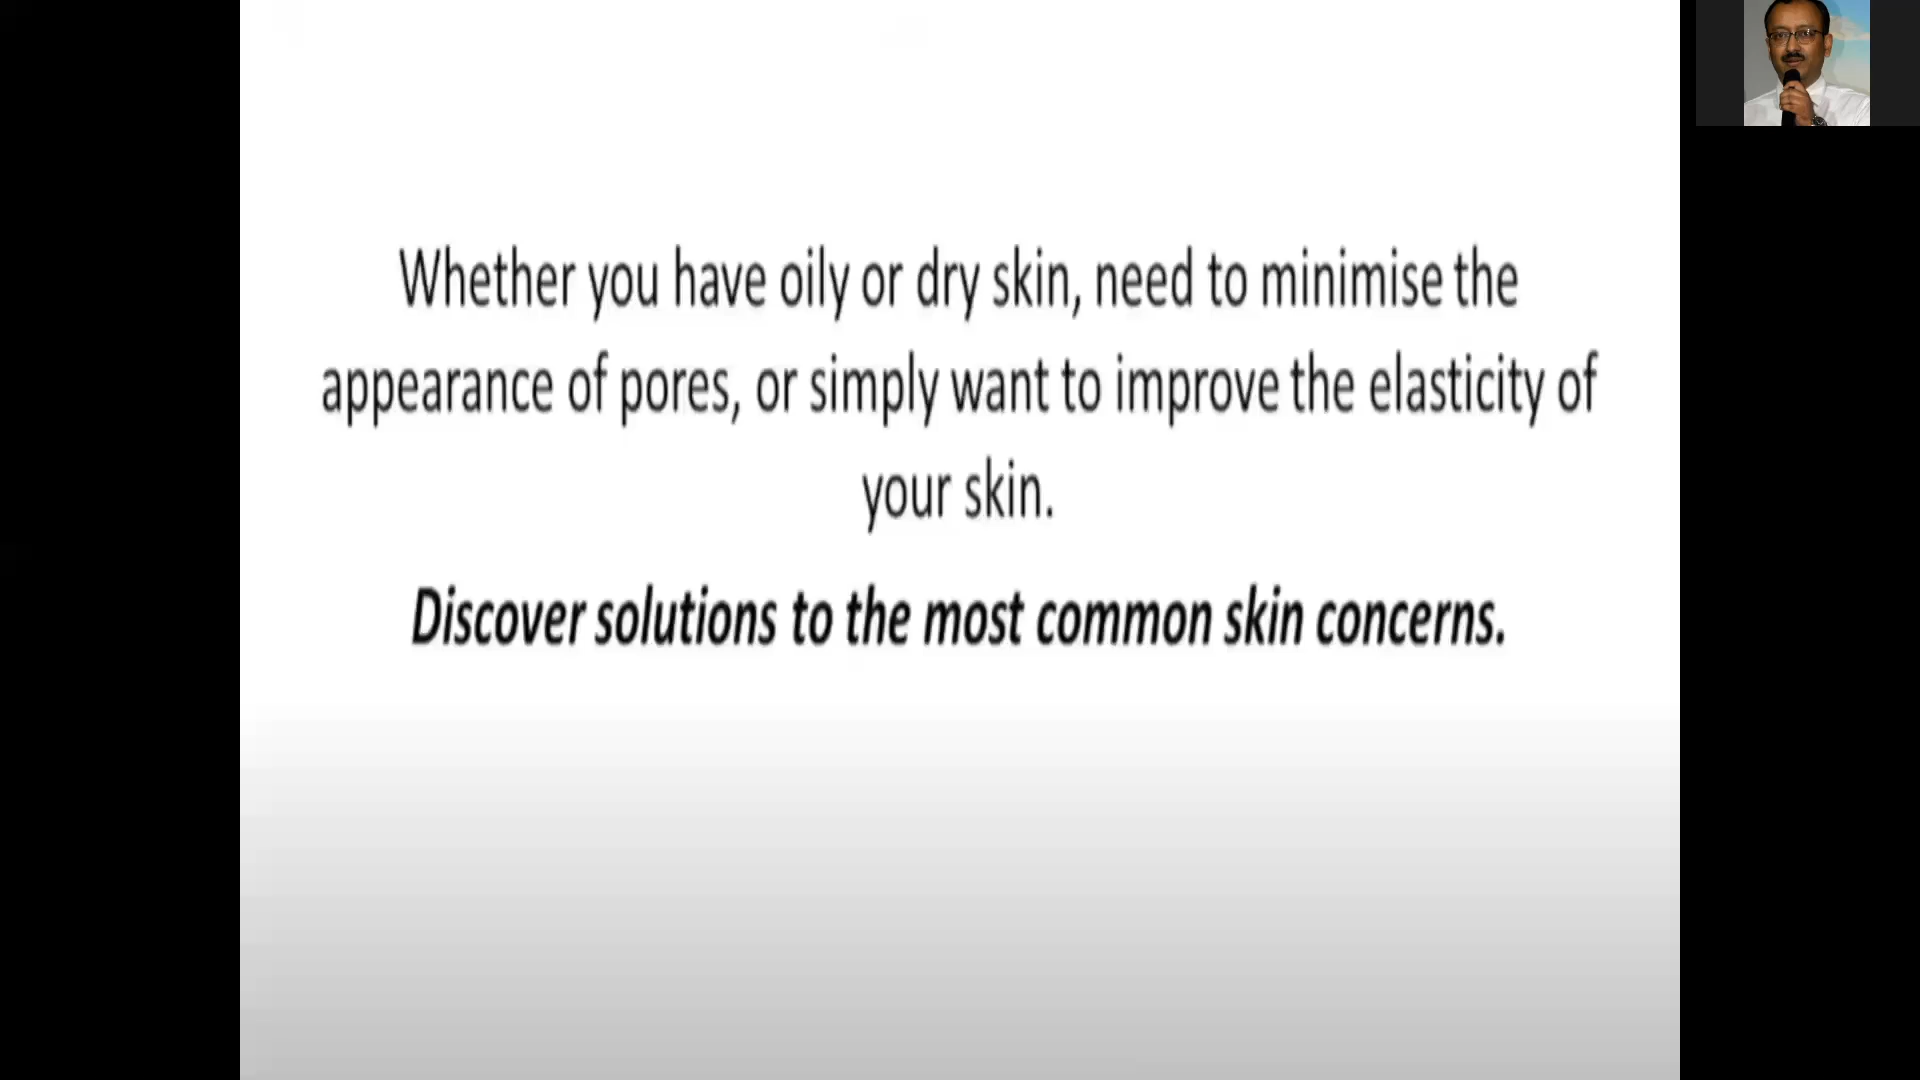 Whether you have oily or dry skin, need to minimise the
appearance of pores, or simply want to improve the elasticity of
your skin.
Discover solutions to the most common skin concerns.